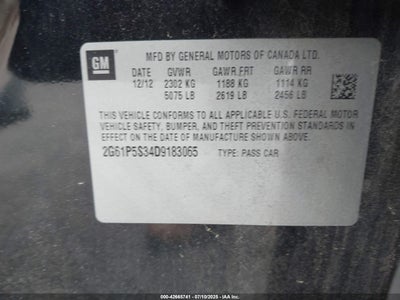 GM
MFD BY GENERAL MOTORS OF CANADA LTD.
12/12 GVWR GAWR FRT GAWR RR
2302 KG 1188 KG 1114 KG
5075 LB 2619 LB 2456 LB
THIS VEHICLE CONFORMS TO ALL APPLICABLE U.S. FEDERAL MOTOR
VEHICLE SAFETY, BUMPER, AND THEFT PREVENTION STANDARDS
IN EFFECT ON THE DATE OF MANUFACTURE SHOWN ABOVE.
2G61P5S34D9183065 TYPE: PASS CAR
000-42665741 - 07/10/2025 - IAA Inc. ©